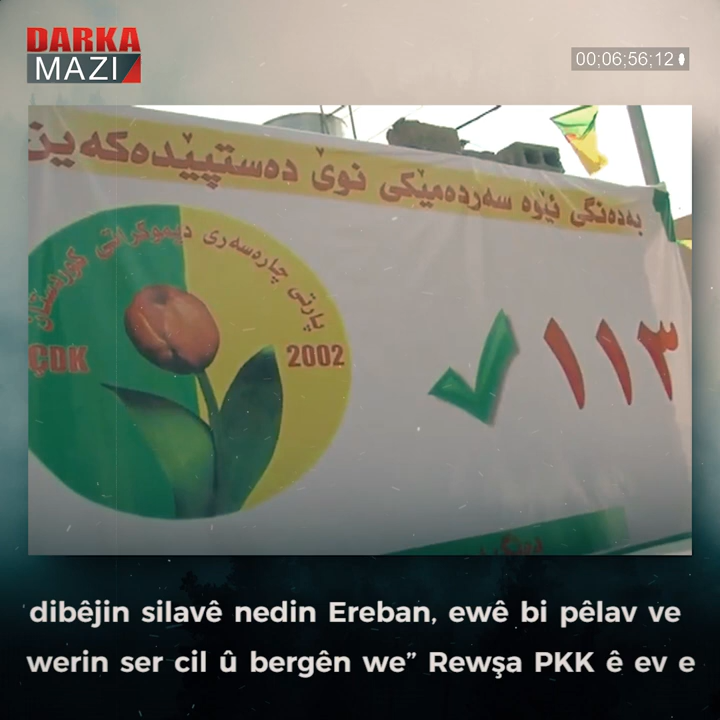 DARKA
MAZI
00;06;56;12
بەدەنگی ئێوە سەردەمێکی نوێ دەستپێدەکەین
پارتی چارەسەری دیموکراتی کوردستان
ÇDK
2002
١١٣
dibêjin silavê nedin Ereban, ewê bi pêlav ve
werin ser cil û bergên we” Rewşa PKK ê ev e